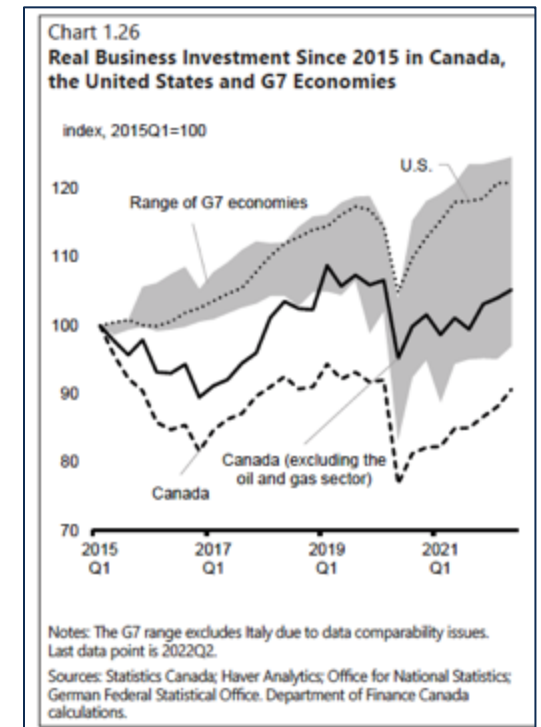 Chart 1.26
Real Business Investment Since 2015 in Canada,
the United States and G7 Economies
index, 2015Q1=100
U.S.
120
Range of G7 economies
110
100
90
80
Canada (excluding the
oil and gas sector)
Canada
70
2015 2017 2019 2021
Q1 Q1 Q1 Q1
Notes: The G7 range excludes Italy due to data comparability issues.
Last data point is 2022Q2.
Sources: Statistics Canada; Haver Analytics; Office for National Statistics;
German Federal Statistical Office. Department of Finance Canada
calculations.